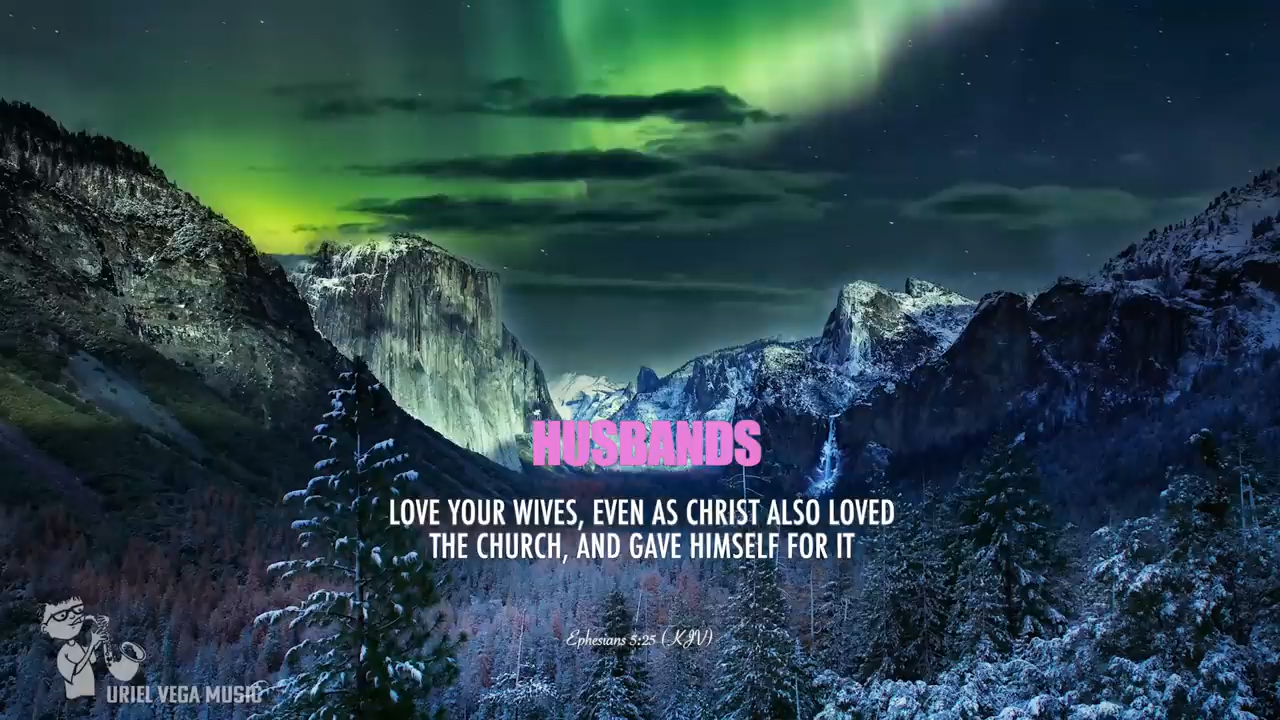 HUSBANDS
LOVE YOUR WIVES, EVEN AS CHRIST ALSO LOVED
THE CHURCH, AND GAVE HIMSELF FOR IT
Ephesians 5:25 (KJV)
URIEL VEGA MUSIC